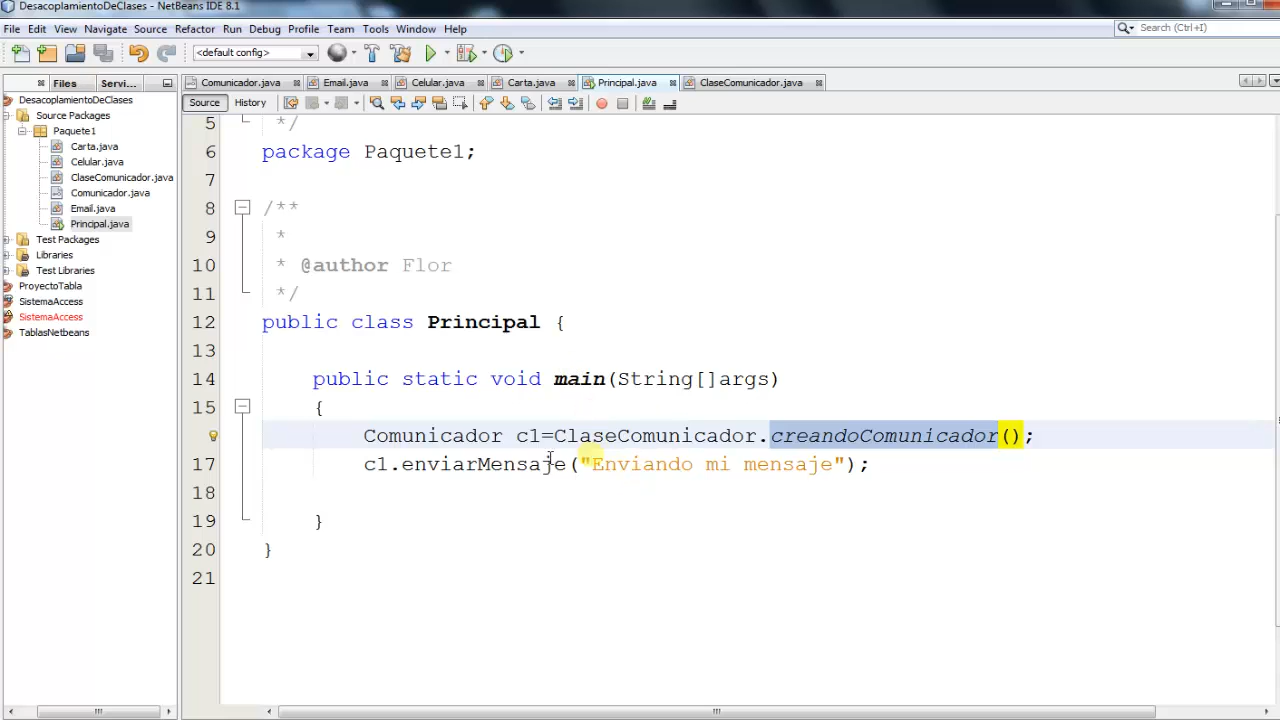 DesacoplamientoDeClases - NetBeans IDE 8.1
File Edit View Navigate Source Refactor Run Debug Profile Team Tools Window Help
Search (Ctrl+I)
<default config>
Files Servi...
Comunicador.java Email.java Celular.java Carta.java Principal.java ClaseComunicador.java
Source History
DesacoplamientoDeClases
Source Packages
Paquete1
Carta.java
Celular.java
ClaseComunicador.java
Comunicador.java
Email.java
Principal.java
Test Packages
Libraries
Test Libraries
ProyectoTabla
SistemaAccess
SistemaAccess
TablasNetbeans
5 */
6 package Paquete1;
7
8 /**
9 *
10 * @author Flor
11 */
12 public class Principal {
13
14 public static void main(String[]args)
15 {
Comunicador c1=ClaseComunicador.creandoComunicador();
17 c1.enviarMensaje("Enviando mi mensaje");
18
19 }
20 }
21